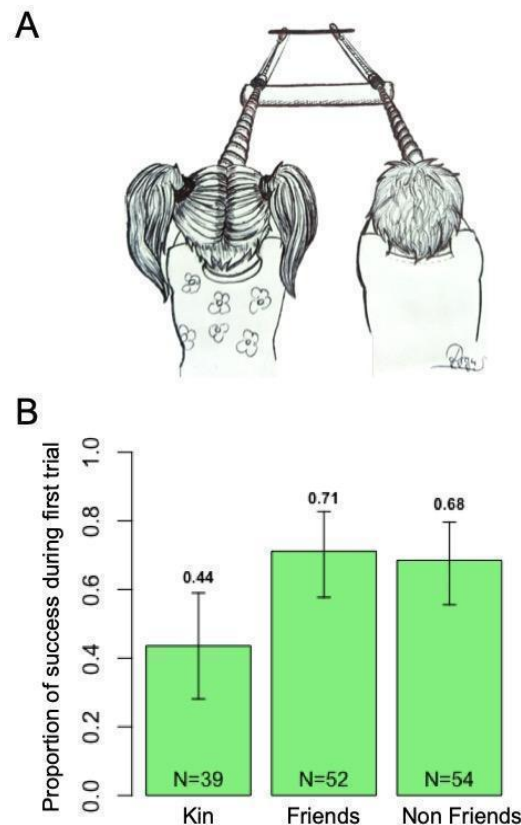 A
B
Proportion of success during first trial
1.0
0.8
0.6
0.4
0.2
0.0
0.44
0.71
0.68
N=39
N=52
N=54
Kin
Friends
Non Friends